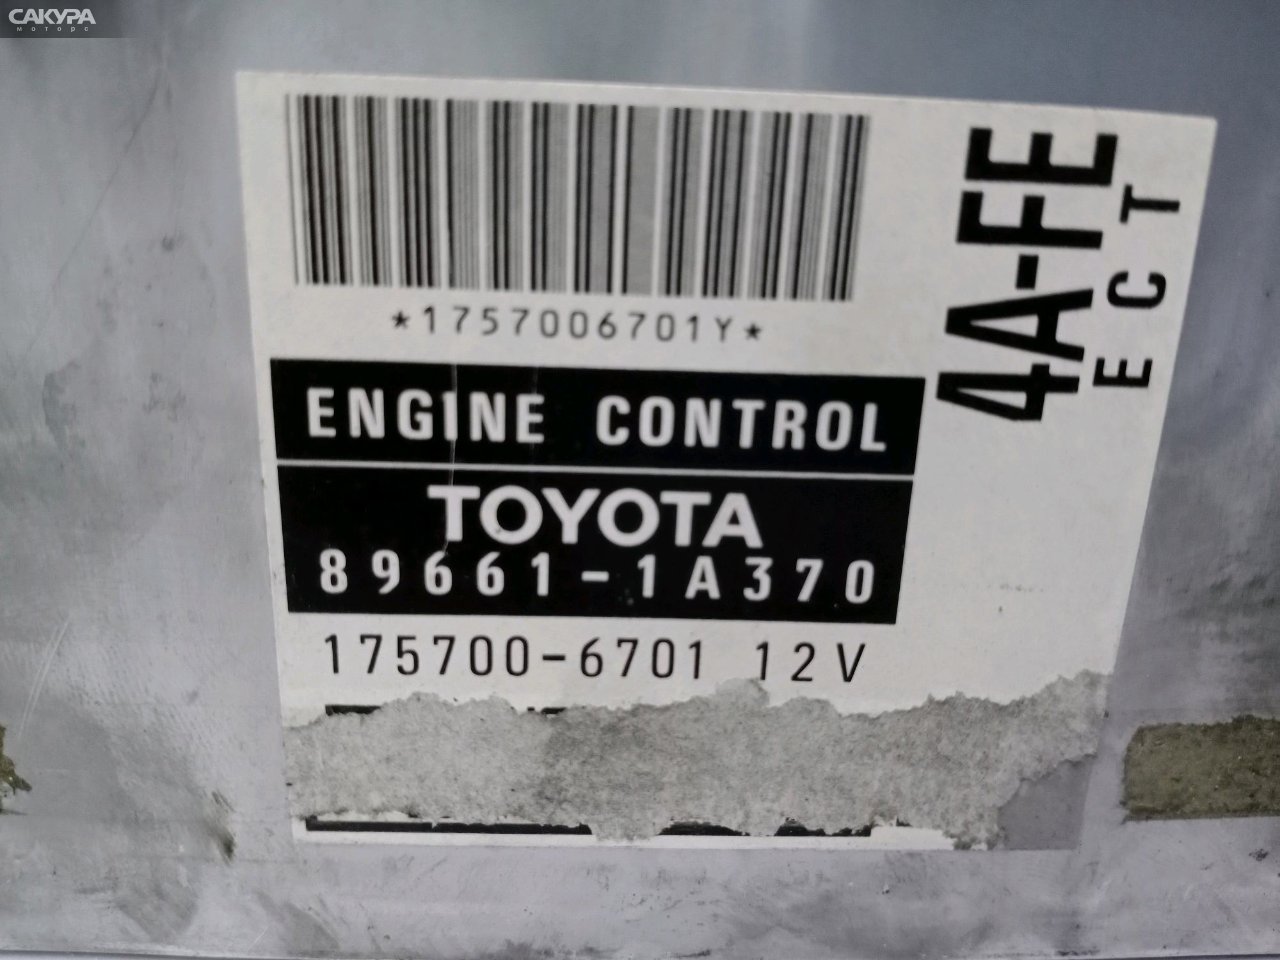 САКУРА
моторс
*1757006701Y*
ENGINE CONTROL
TOYOTA
89661-1A370
175700-6701 12V
4A-FE
ECT